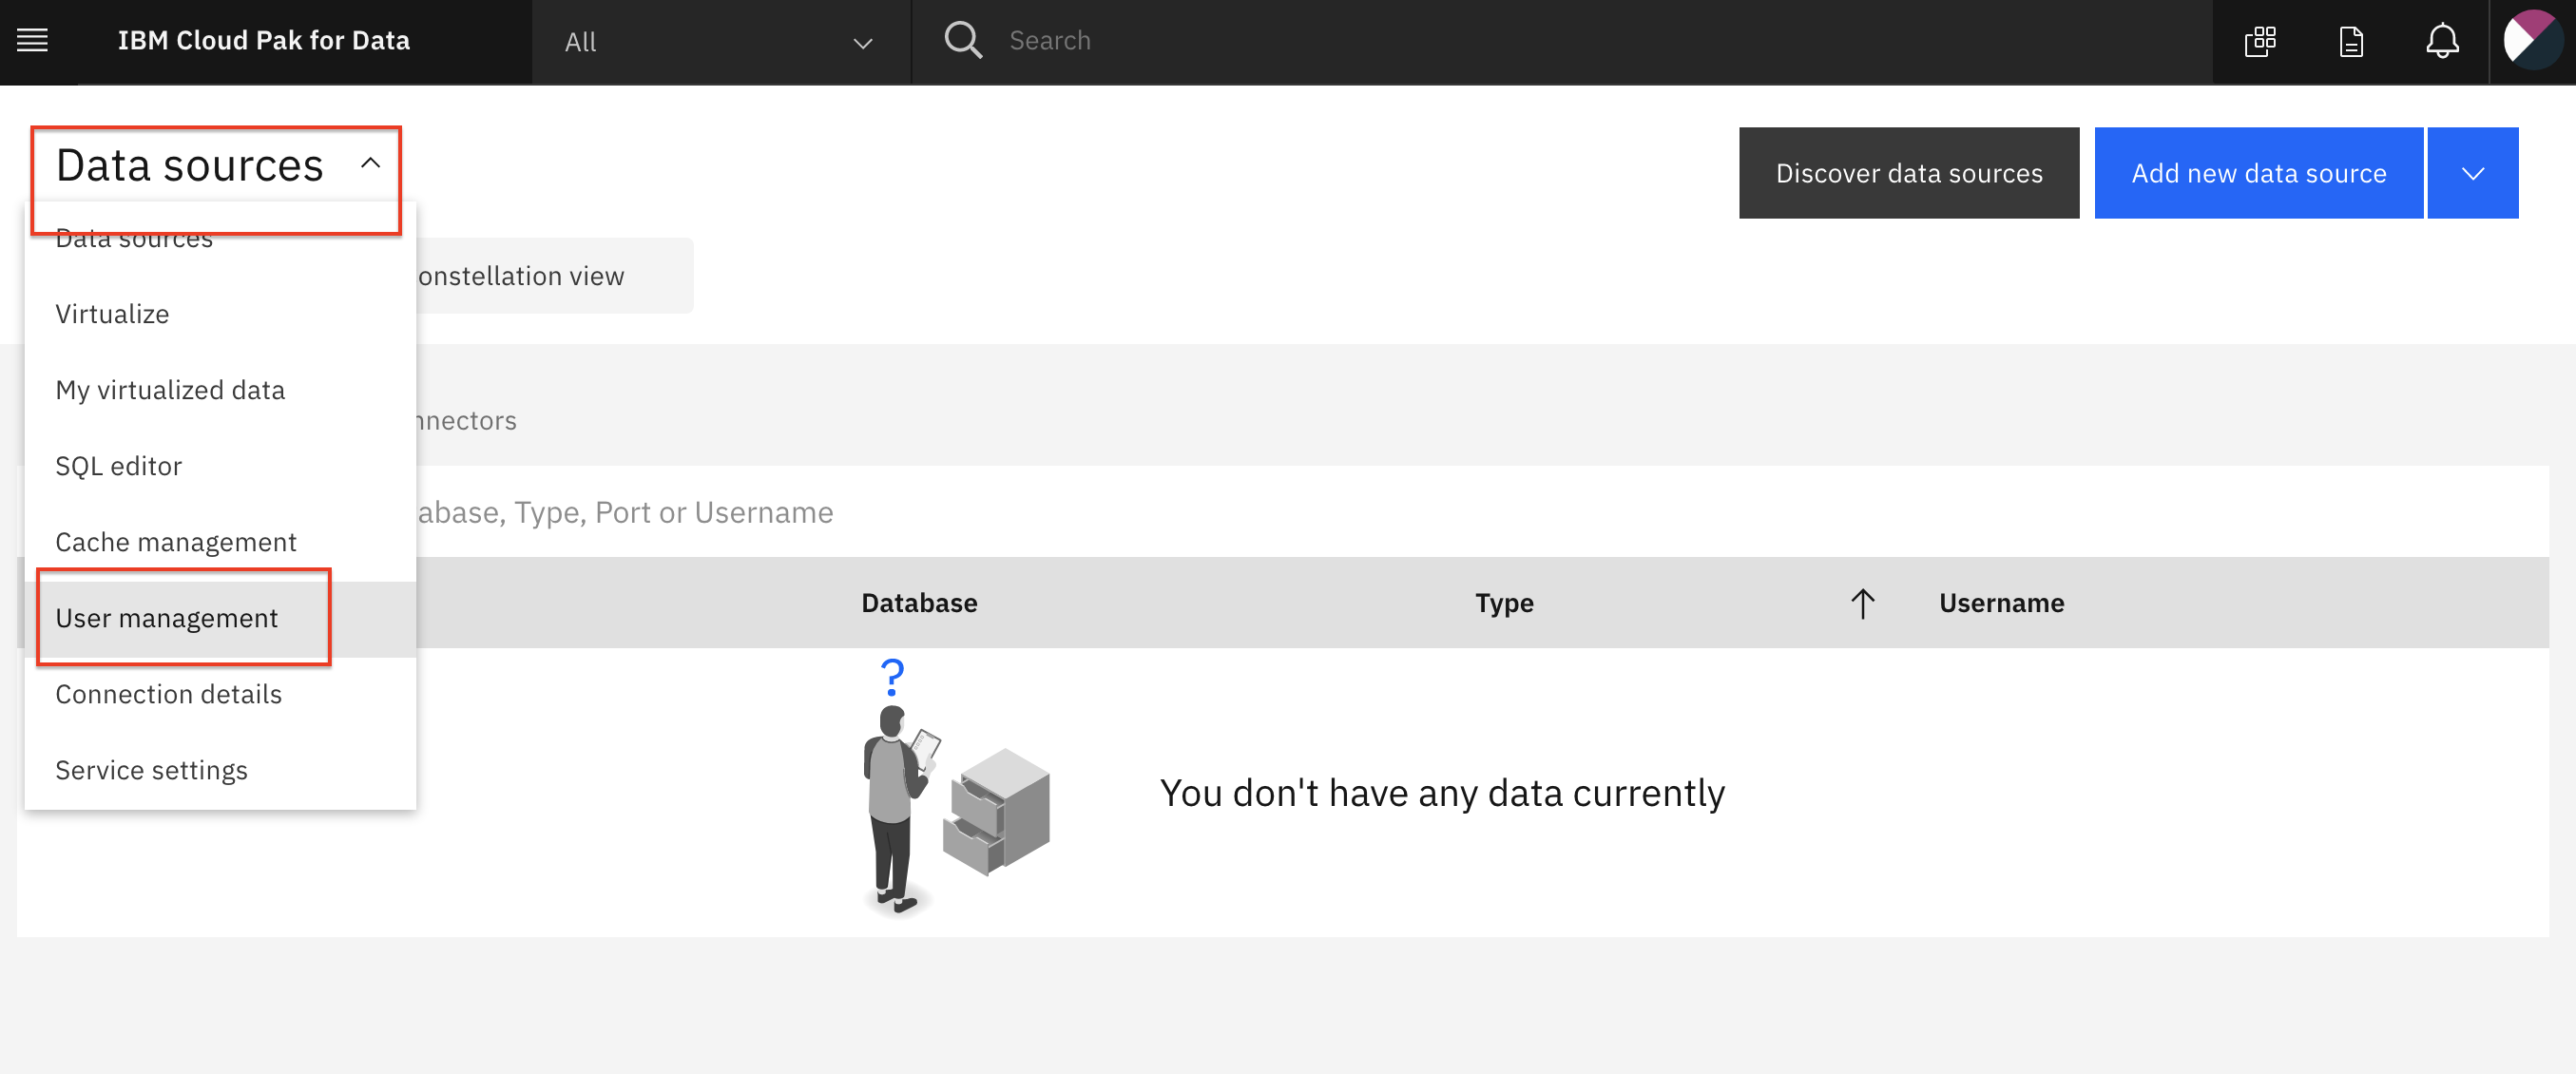 IBM Cloud Pak for Data
All
Search
Data sources
Discover data sources
Add new data source
Data sources
onstellation view
Virtualize
My virtualized data
nnectors
SQL editor
abase, Type, Port or Username
Cache management
User management
Database
Type
Username
?
Connection details
Service settings
You don't have any data currently